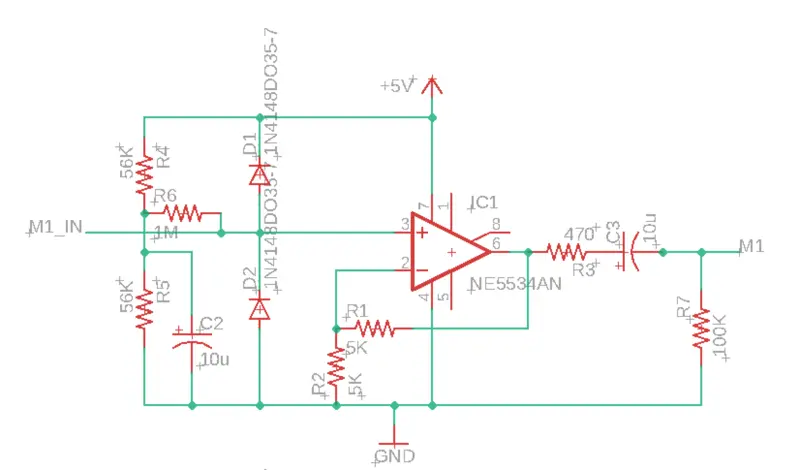 +5V
D1
1N4148DO35-7
56K
R4
R6
1M
M1_IN
D2
1N4148DO35-7
56K
R5
C2
10u
IC1
7
1
3
8
6
2
4
5
NE5534AN
470
R3
C3
10u
M1
R1
5K
R2
5K
R7
100K
GND